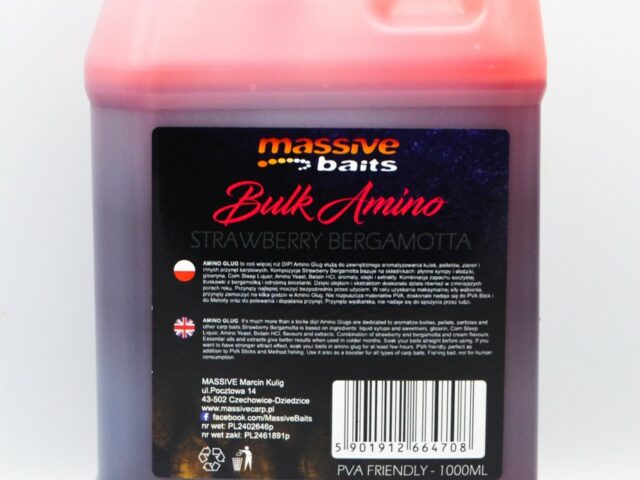 massive
baits
Bulk Amino
STRAWBERRY BERGAMOTTA
AMINO GLUG to coś więcej niż DIP! Amino Glug służą do zewnętrznego aromatyzowania kulek, pelletów, ziaren i
innych przynęt karpiowych. Kompozycja Strawberry Bergamota bazuje na składnikach: płynne syropy i słodziki,
gliceryna, Corn Steep Liquor, Amino Yeast, Betain HCl, aromaty, olejki i ekstrakty. Kombinacja zapachu soczystej
truskawki z bergamotką i odrobiną śmietanki. Dzięki olejkom i ekstraktom doskonale działa również w zimniejszych
porach roku. Przynęty najlepiej moczyć bezpośrednio przed użyciem. W celu uzyskania maksymalnej siły wabienia,
przynęty zamoczyć na kilka godzin w Amino Glug. Nie rozpuszcza materiałów PVA, doskonale nadaje się do PVA Stick i
do Metody oraz do polewania i dopalania przynęt. Przynęta wędkarska, nie nadaje się do spożycia przez ludzi.
AMINO GLUG. It's much more than a boilie dip! Amino Glugs are dedicated to aromatize boilies, pellets, particles and
other carp baits. Strawberry Bergamotta is based on ingredients: liquid syrups and sweeteners, glycerin, Corn Steep
Liquor, Amino Yeast, Betain HCl, flavours and extracts. Combination of strawberry and bergamotta and cream flavours.
Essential oils and extracts give better results when used in colder months. Soak your baits straight before using. If you
want to have stronger attract effect, soak your baits in amino glug for at least few hours. PVA friendly, perfect as
addition to PVA Sticks and Method fishing. Use it also as a booster for all types of carp baits. Fishing bait, not for human
consumption.
MASSIVE Marcin Kulig
ul.Pocztowa 14
43-502 Czechowice-Dziedzice
www.massivecarp.pl
f facebook.com/MassiveBaits
nr wet: PL2402646p
nr wet zakł: PL2461891p
5 901912 664708
PVA FRIENDLY - 1000ML